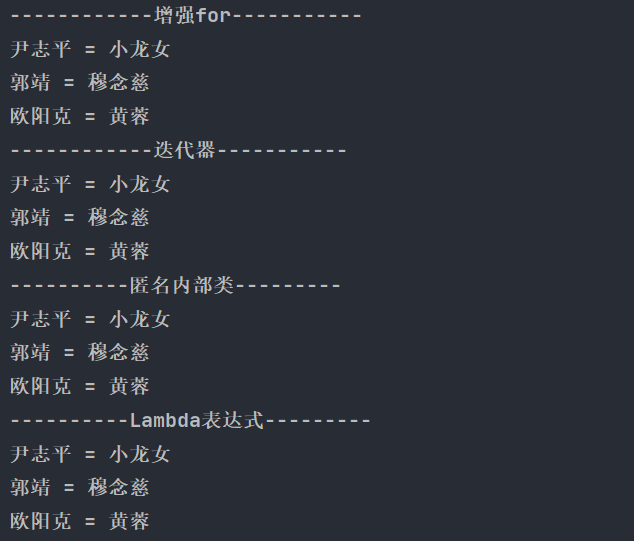 ------------增强for-----------
尹志平 = 小龙女
郭靖 = 穆念慈
欧阳克 = 黄蓉
------------迭代器-----------
尹志平 = 小龙女
郭靖 = 穆念慈
欧阳克 = 黄蓉
----------匿名内部类---------
尹志平 = 小龙女
郭靖 = 穆念慈
欧阳克 = 黄蓉
----------Lambda表达式---------
尹志平 = 小龙女
郭靖 = 穆念慈
欧阳克 = 黄蓉